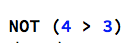 NOT (4 > 3)